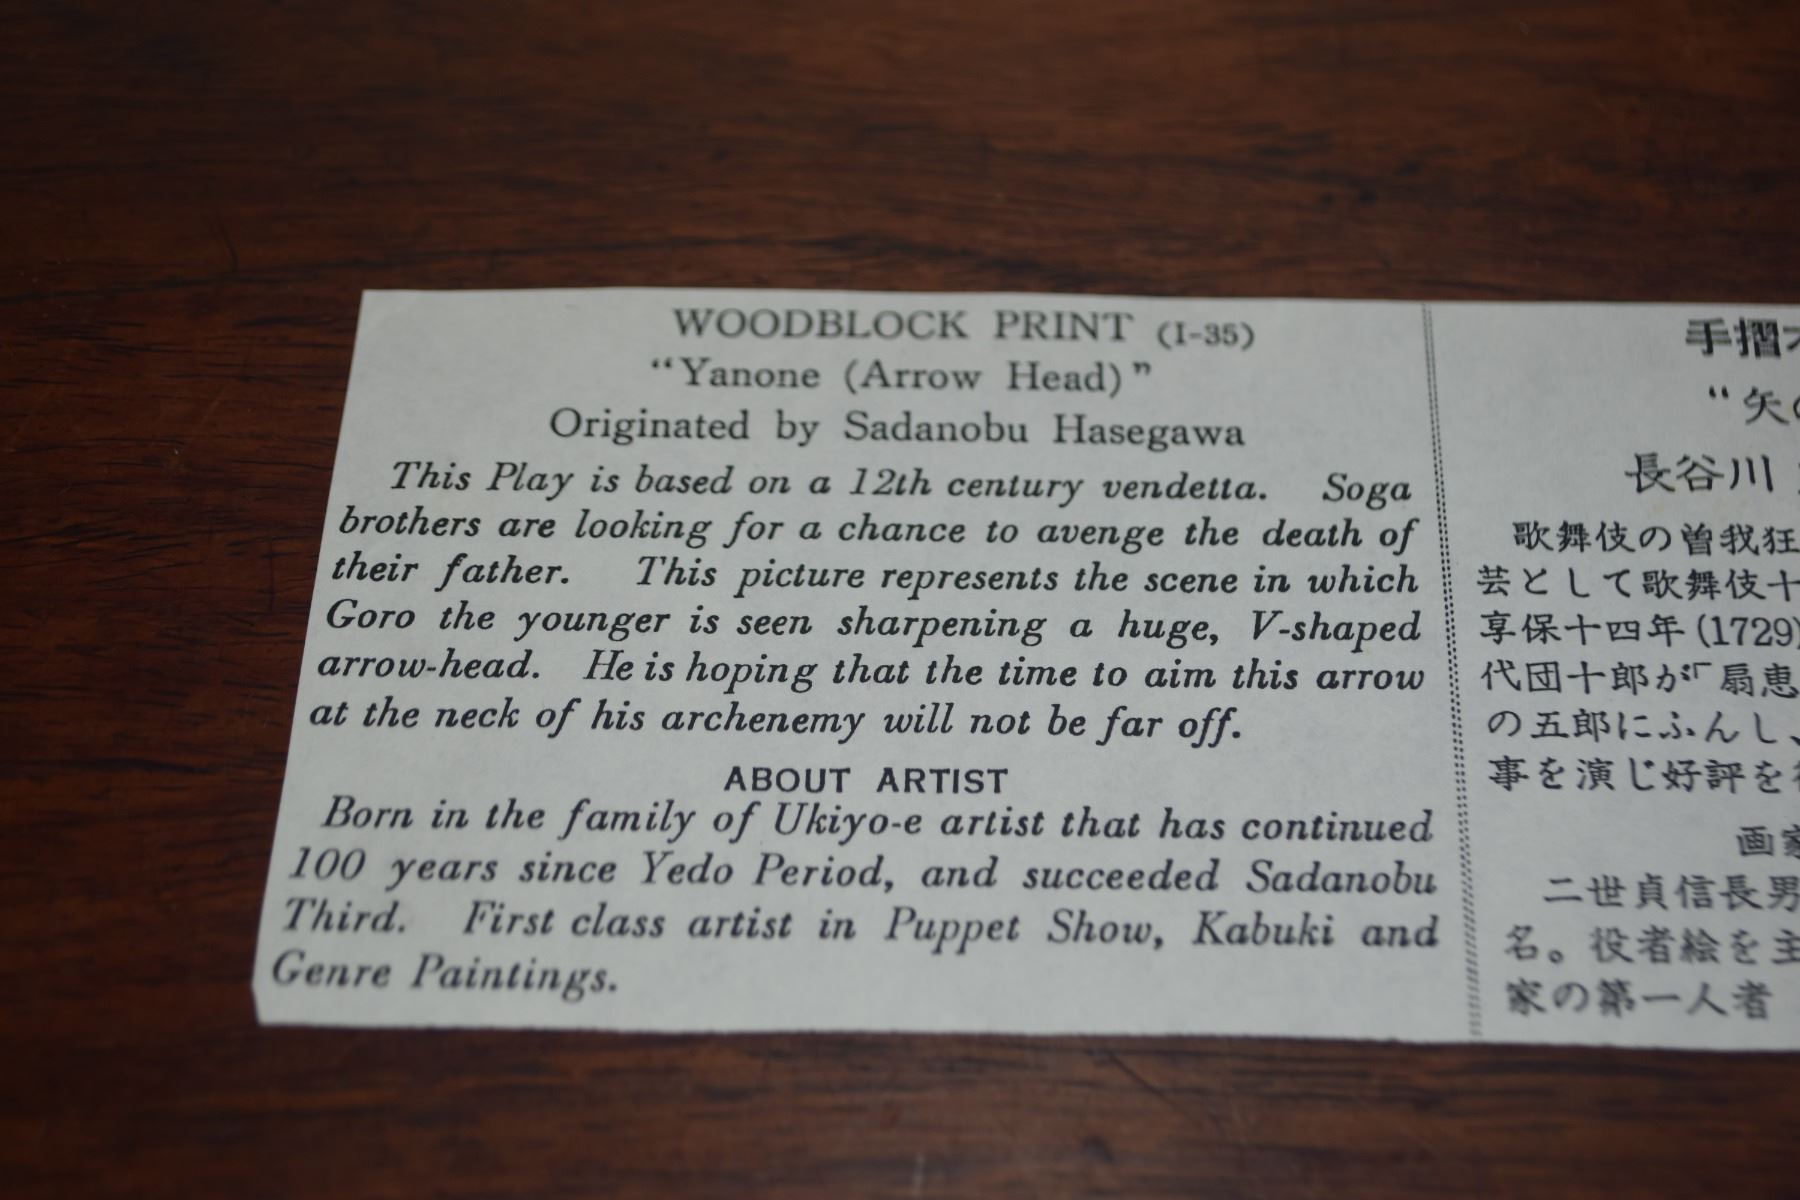 WOODBLOCK PRINT (I-35)
“Yanone (Arrow Head)”
Originated by Sadanobu Hasegawa
This Play is based on a 12th century vendetta. Soga
brothers are looking for a chance to avenge the death of
their father. This picture represents the scene in which
Goro the younger is seen sharpening a huge, V-shaped
arrow-head. He is hoping that the time to aim this arrow
at the neck of his archenemy will not be far off.
ABOUT ARTIST
Born in the family of Ukiyo-e artist that has continued
100 years since Yedo Period, and succeeded Sadanobu
Third. First class artist in Puppet Show, Kabuki and
Genre Paintings.
手摺
“矢
長谷川
歌舞伎の曽我狂
芸として歌舞伎十
享保十四年(1729)
代団十郎が「扇恵
の五郎にふんし、
事を演じ好評を
画家
二世貞信長男
名。役者絵を主
家の第一人者